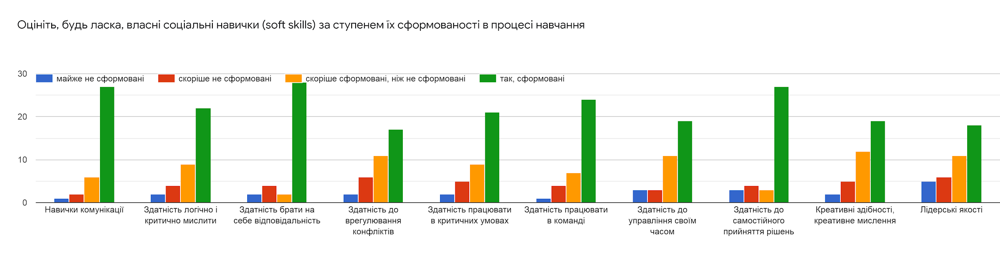 Оцініть, будь ласка, власні соціальні навички (soft skills) за ступенем їх сформованості в процесі навчання
майже не сформовані
скоріше не сформовані
скоріше сформовані, ніж не сформовані
так, сформовані
30
20
10
0
Навички комунікації
Здатність логічно і
критично мислити
Здатність брати на
себе відповідальність
Здатність до
врегулювання
конфліктів
Здатність працювати
в критичних умовах
Здатність працювати
в команді
Здатність до
управління своїм
часом
Здатність до
самостійного
прийняття рішень
Креативні здібності,
креативне мислення
Лідерські якості